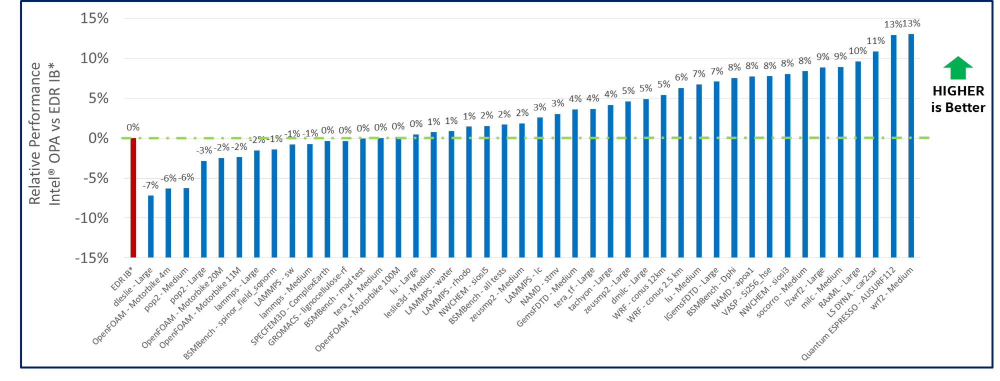 15%
10%
5%
0%
-5%
-10%
-15%
Relative Performance
Intel® OPA vs EDR IB*
0%
-7%
-6%
-6%
-3%
-2%
-2%
-2%
-1%
-1%
-1%
0%
0%
0%
0%
0%
0%
1%
1%
1%
2%
2%
2%
3%
3%
4%
4%
4%
5%
5%
5%
6%
7%
7%
8%
8%
8%
8%
8%
9%
9%
10%
11%
13%
13%
EDR IB*
dleslie - Large
OpenFOAM - Motorbike 4m
pop2 - Medium
pop2 - Large
OpenFOAM - Motorbike 20M
OpenFOAM - Motorbike 11M
lammps - Large
BSMBench - spinor_field_sqnorm
LAMMPS - sw
lammps - Medium
SPECFEM3D - ComplexEarth
GROMACS - lignocellulose-rf
BSMBench - mad test
tera_tf - Medium
OpenFOAM - Motorbike 100M
lu - Large
leslie3d - Medium
LAMMPS - water
LAMMPS - rhodo
NWCHEM - siosi5
BSMBench - all tests
zeusmp2 - Medium
LAMMPS - lc
NAMD - stmv
GemsFDTD - Medium
tera_tf - Large
tachyon - Large
zeusmp2 - Large
dmilc - Large
WRF - conus 12km
WRF - conus 2.5 km
lu - Medium
lGemsFDTD - Large
BSMBench - Dphi
NAMD - apoa1
VASP - Si256_hse
NWCHEM - siosi3
socorro - Medium
l2wrf2 - Large
milc - Medium
RAxML - Large
LS DYNA - car2car
Quantum ESPRESSO - AUSURF112
wrf2 - Medium
HIGHER
is Better